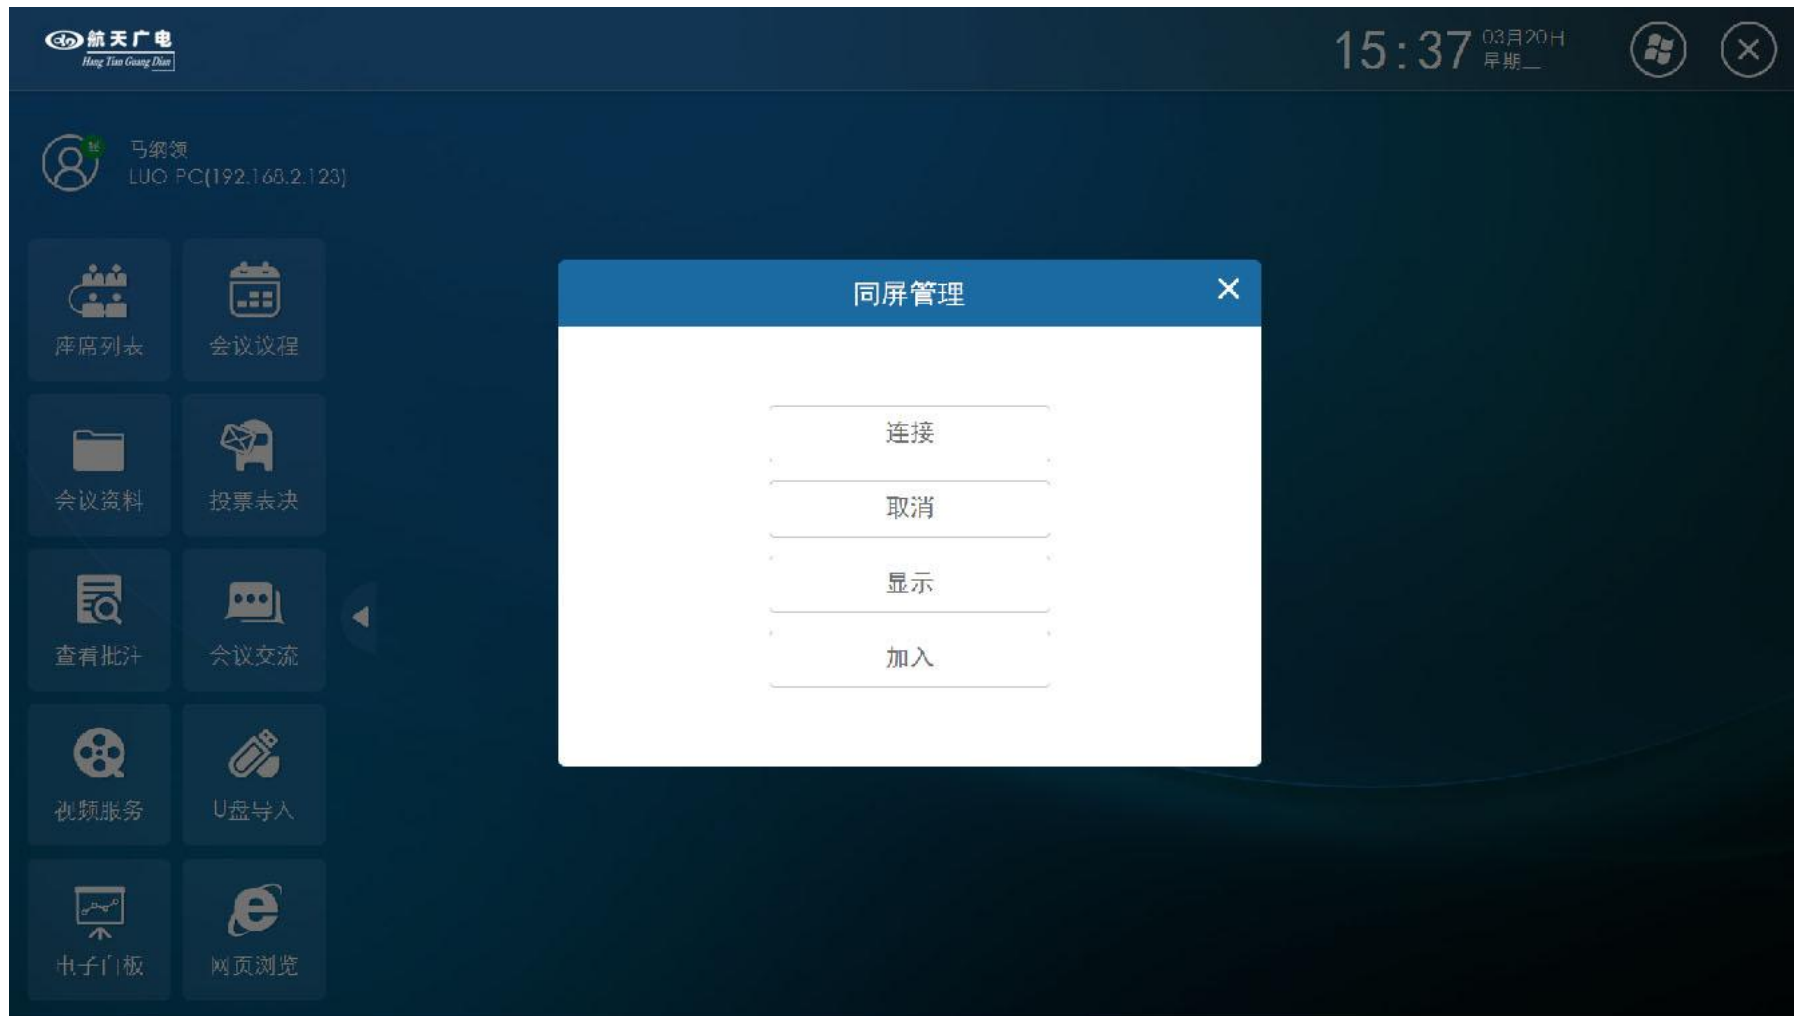 航天广电
Hang Tian Guang Dian
15:37
03月20日
星期二
马纲领
LUO PC(192.168.2.123)
座席列表
会议议程
会议资料
投票表决
查看批注
会议交流
视频服务
U盘导入
电子白板
网页浏览
同屏管理
连接
取消
显示
加入